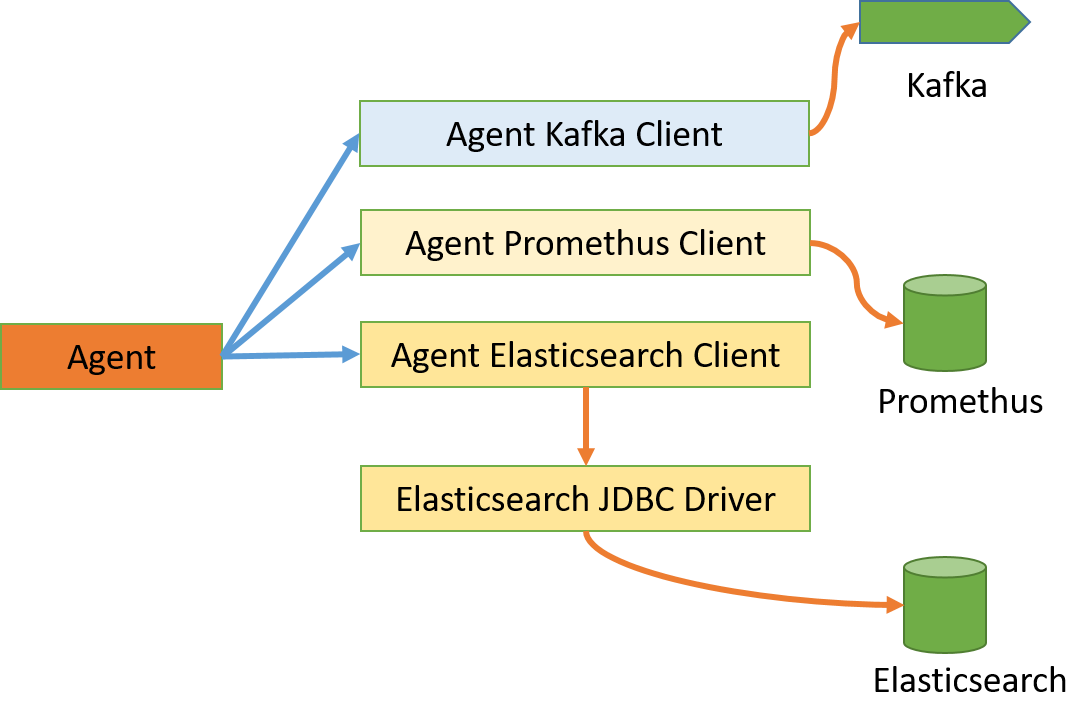 Kafka
Agent Kafka Client
Agent Promethus Client
Agent
Agent Elasticsearch Client
Promethus
Elasticsearch JDBC Driver
Elasticsearch